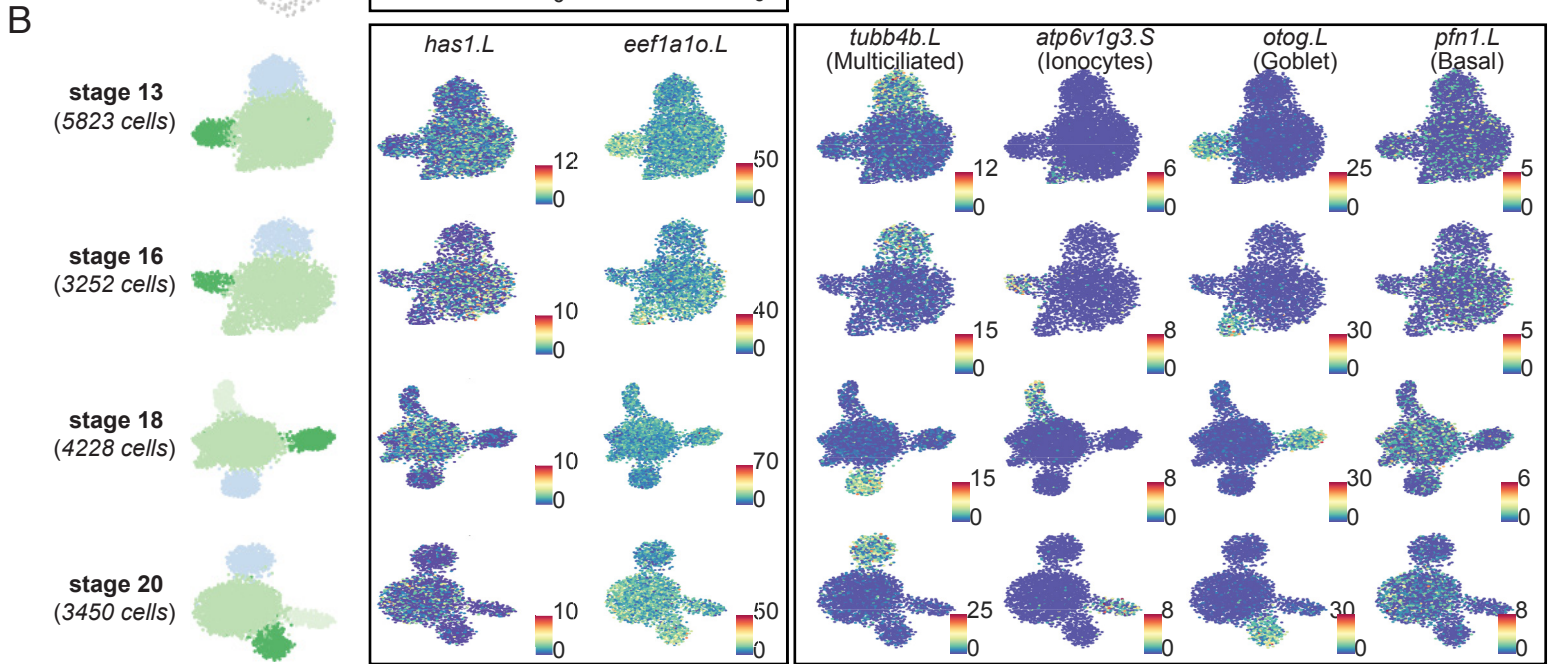 B
has1.L eef1a1o.L
tubb4b.L atp6v1g3.S otog.L pfn1.L
(Multiciliated) (Ionocytes) (Goblet) (Basal)
stage 13
(5823 cells)
12 50 12 6 25 5
0 0 0 0 0 0
stage 16
(3252 cells)
10 40 15 8 30 5
0 0 0 0 0 0
stage 18
(4228 cells)
10 70 15 8 30 6
0 0 0 0 0 0
stage 20
(3450 cells)
10 50 25 8 30 8
0 0 0 0 0 0